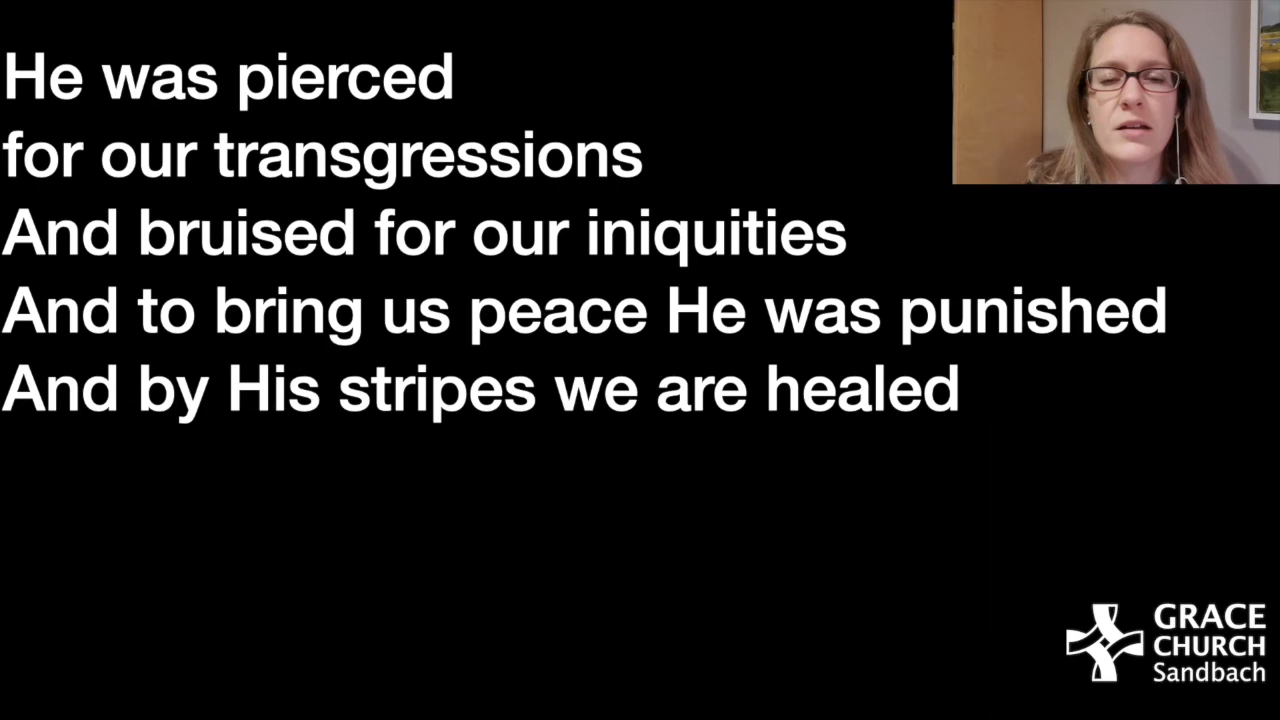 He was pierced
for our transgressions
And bruised for our iniquities
And to bring us peace He was punished
And by His stripes we are healed
GRACE
CHURCH
Sandbach